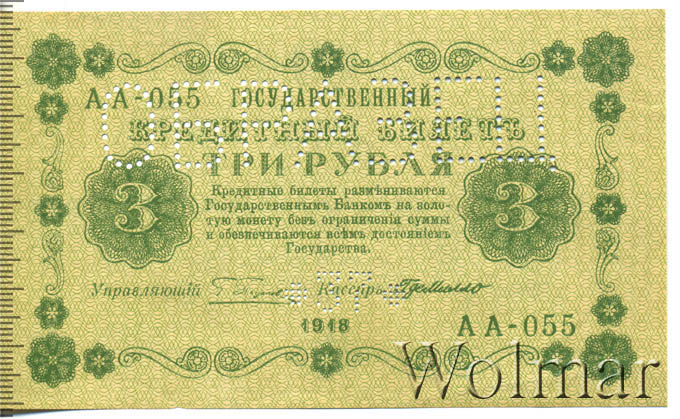 АА-055 ГОСУДАРСТВЕННЫЙ
КРЕДИТНЫЙ БИЛЕТЪ
ОБРАЗЕЦ
ТРИ РУБЛЯ
3
3
Кредитные билеты размѣниваются
Государственнымъ Банкомъ на золо-
тую монету безъ ограниченія суммы
и обезпечиваются всѣмъ достояніемъ
Государства.
Управляющій
Кассиръ
1918
АА-055
Wolmar